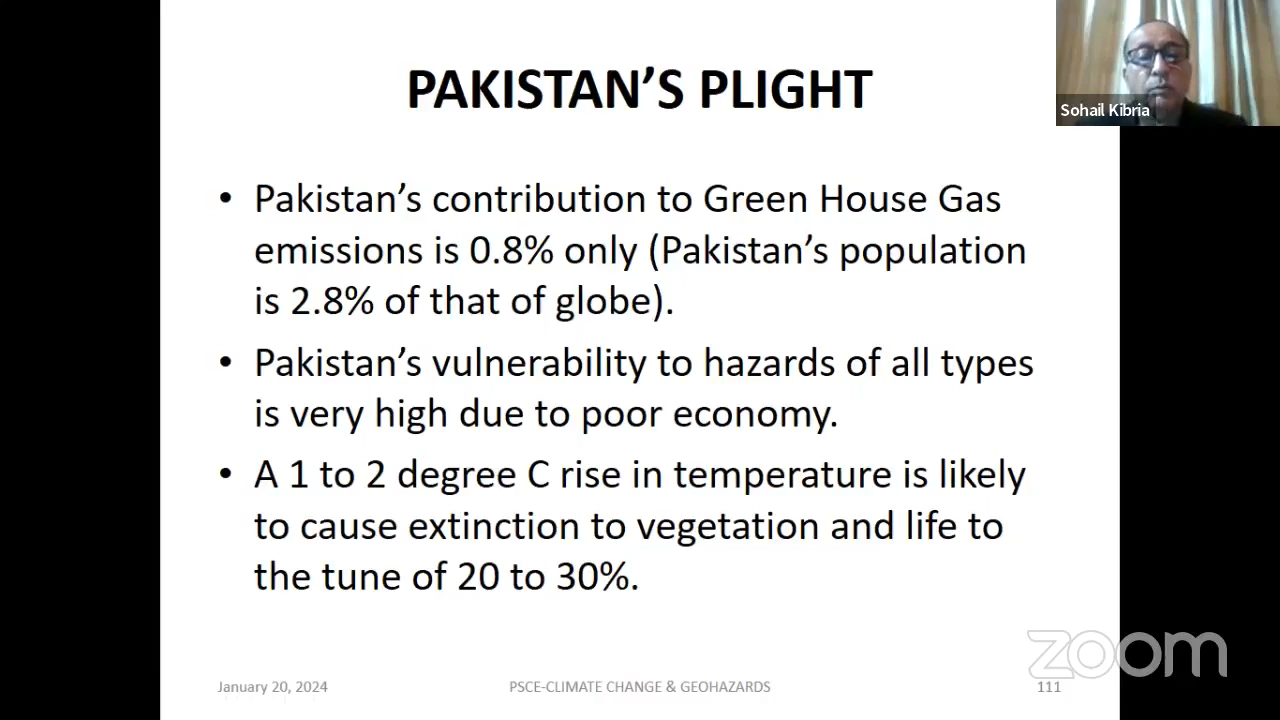 PAKISTAN'S PLIGHT
Sohail Kibria
• Pakistan's contribution to Green House Gas
emissions is 0.8% only (Pakistan's population
is 2.8% of that of globe).
• Pakistan's vulnerability to hazards of all types
is very high due to poor economy.
• A 1 to 2 degree C rise in temperature is likely
to cause extinction to vegetation and life to
the tune of 20 to 30%.
zoom
January 20, 2024
PSCE-CLIMATE CHANGE & GEOHAZARDS
111